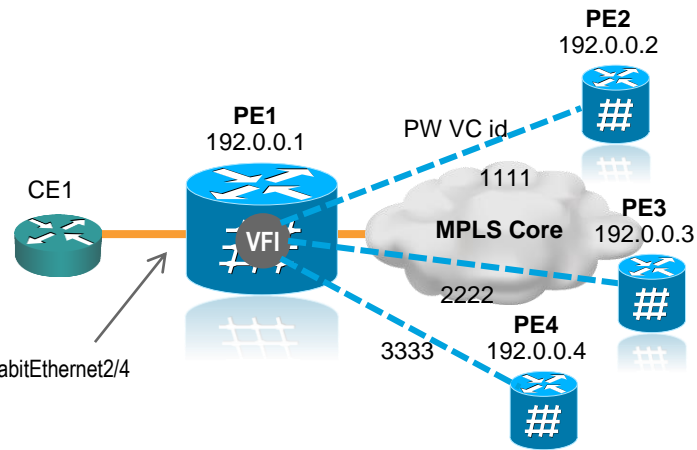 PE2
192.0.0.2
PE1
192.0.0.1
PW VC id
CE1
1111
PE3
192.0.0.3
MPLS Core
VFI
2222
PE4
192.0.0.4
3333
abitEthernet2/4